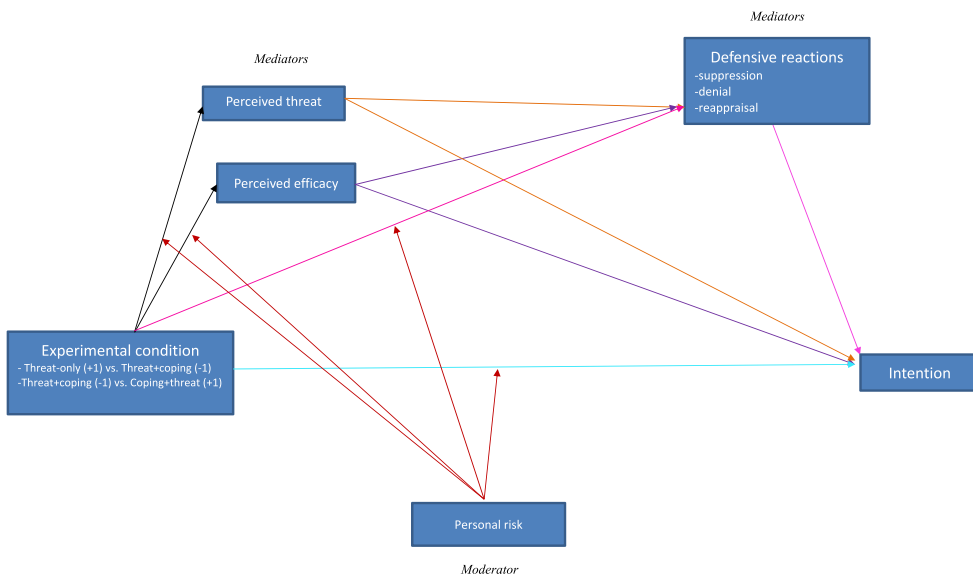 Mediators
Mediators
Defensive reactions
-suppression
-denial
-reappraisal
Perceived threat
Perceived efficacy
Experimental condition
- Threat-only (+1) vs. Threat+coping (-1)
-Threat+coping (-1) vs. Coping+threat (+1)
Intention
Personal risk
Moderator